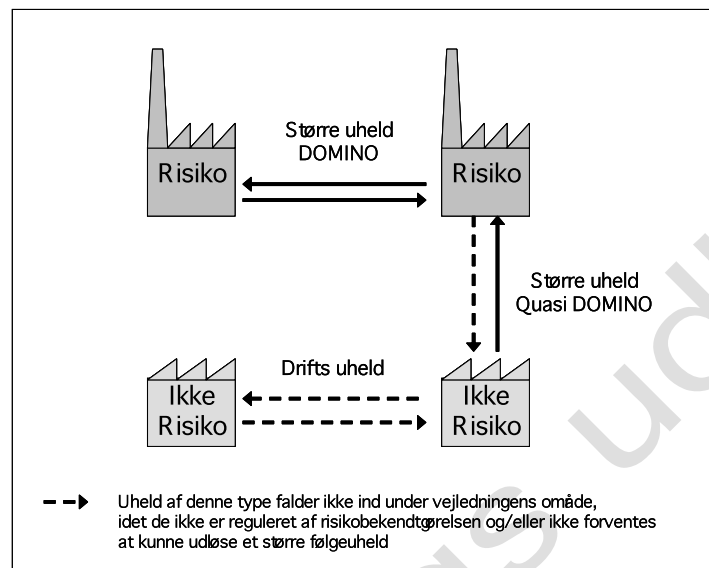 Større uheld
DOMINO
Risiko
Risiko
Større uheld
Quasi DOMINO
Drifts uheld
Ikke
Risiko
Ikke
Risiko
Uheld af denne type falder ikke ind under vejledningens område,
idet de ikke er reguleret af risikobekendtgørelsen og/eller ikke forventes
at kunne udløse et større følgeuheld